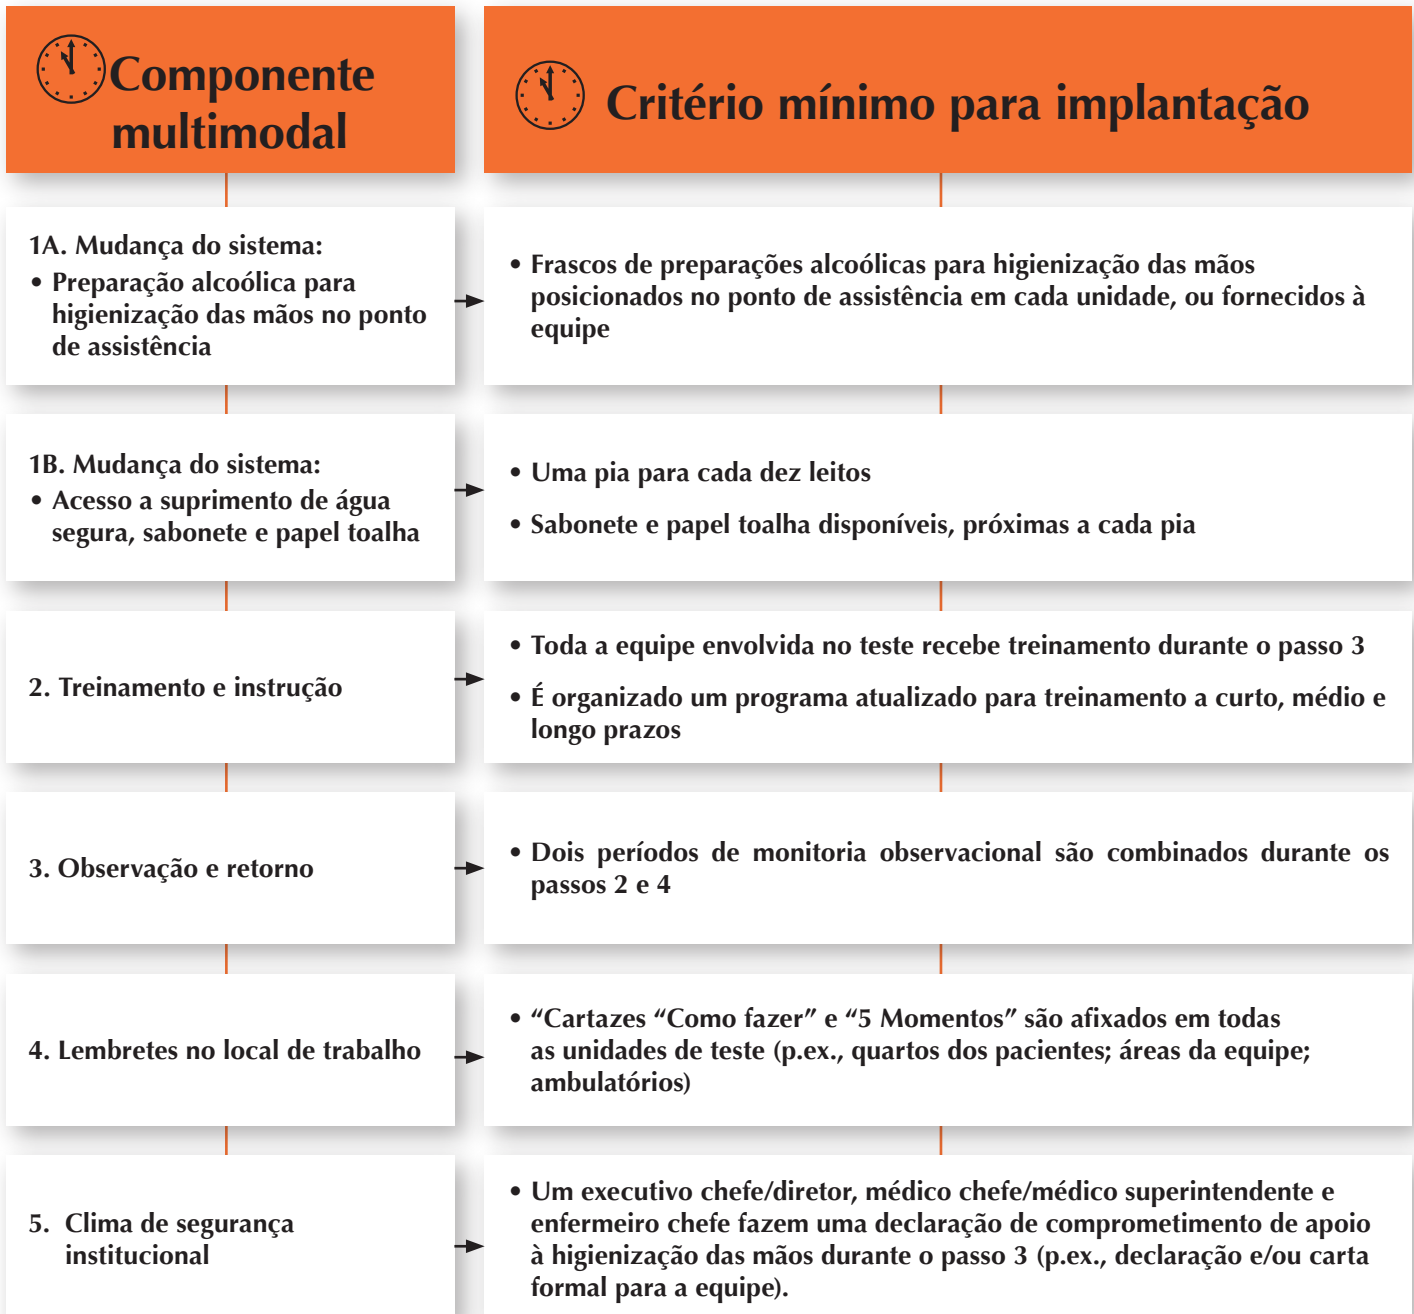 Componente
multimodal
Critério mínimo para implantação
1A. Mudança do sistema:
• Preparação alcoólica para
higienização das mãos no ponto
de assistência
• Frascos de preparações alcoólicas para higienização das mãos
posicionados no ponto de assistência em cada unidade, ou fornecidos à
equipe
1B. Mudança do sistema:
• Acesso a suprimento de água
segura, sabonete e papel toalha
• Uma pia para cada dez leitos
• Sabonete e papel toalha disponíveis, próximas a cada pia
2. Treinamento e instrução
• Toda a equipe envolvida no teste recebe treinamento durante o passo 3
• É organizado um programa atualizado para treinamento a curto, médio e
longo prazos
3. Observação e retorno
• Dois períodos de monitoria observacional são combinados durante os
passos 2 e 4
4. Lembretes no local de trabalho
• “Cartazes “Como fazer” e “5 Momentos” são afixados em todas
as unidades de teste (p.ex., quartos dos pacientes; áreas da equipe;
ambulatórios)
5. Clima de segurança
institucional
• Um executivo chefe/diretor, médico chefe/médico superintendente e
enfermeiro chefe fazem uma declaração de comprometimento de apoio
à higienização das mãos durante o passo 3 (p.ex., declaração e/ou carta
formal para a equipe).